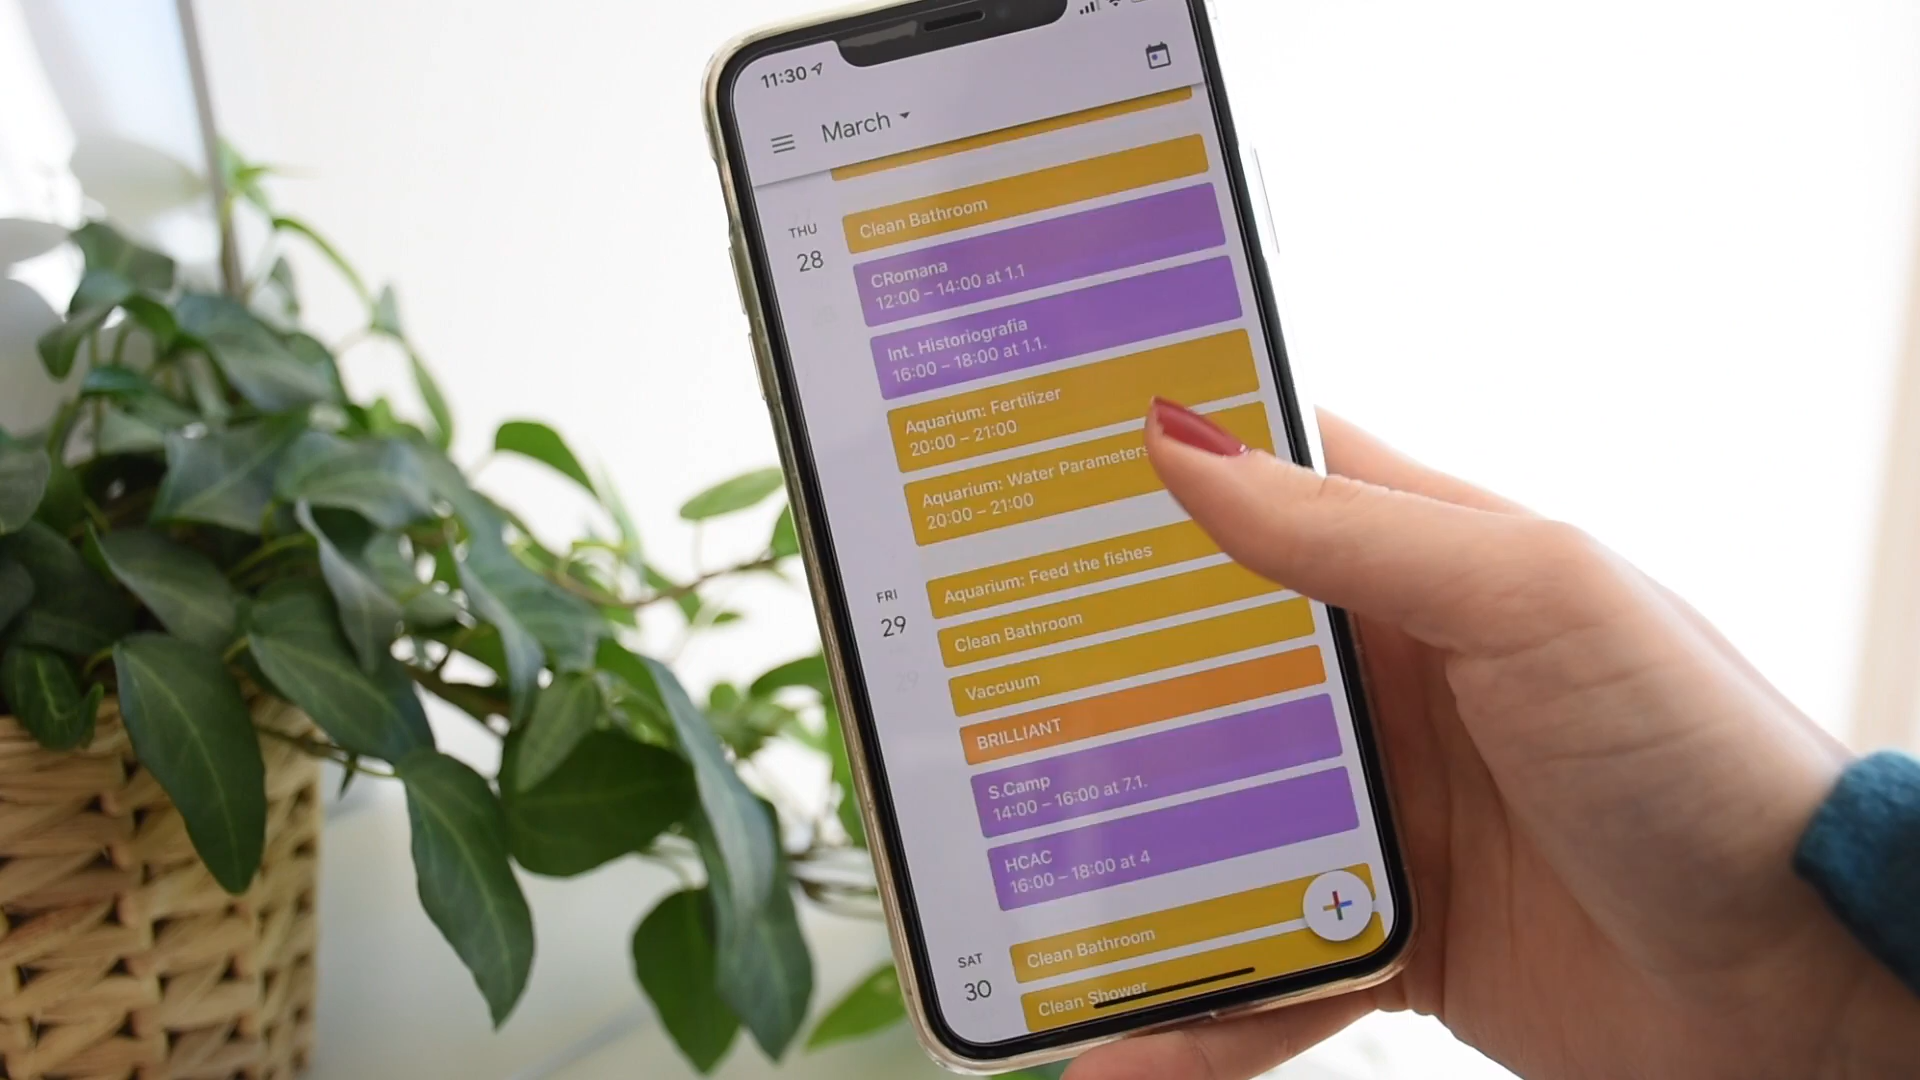 11:30
March
THU
28
Clean Bathroom
CRomana
12:00 – 14:00 at 1.1
Int. Historiografia
16:00 – 18:00 at 1.1.
Aquarium: Fertilizer
20:00 – 21:00
Aquarium: Water Parameters
20:00 – 21:00
FRI
29
Aquarium: Feed the fishes
Clean Bathroom
Vaccuum
BRILLIANT
S.Camp
14:00 – 16:00 at 7.1.
HCAC
16:00 – 18:00 at 4
SAT
30
Clean Bathroom
Clean Shower